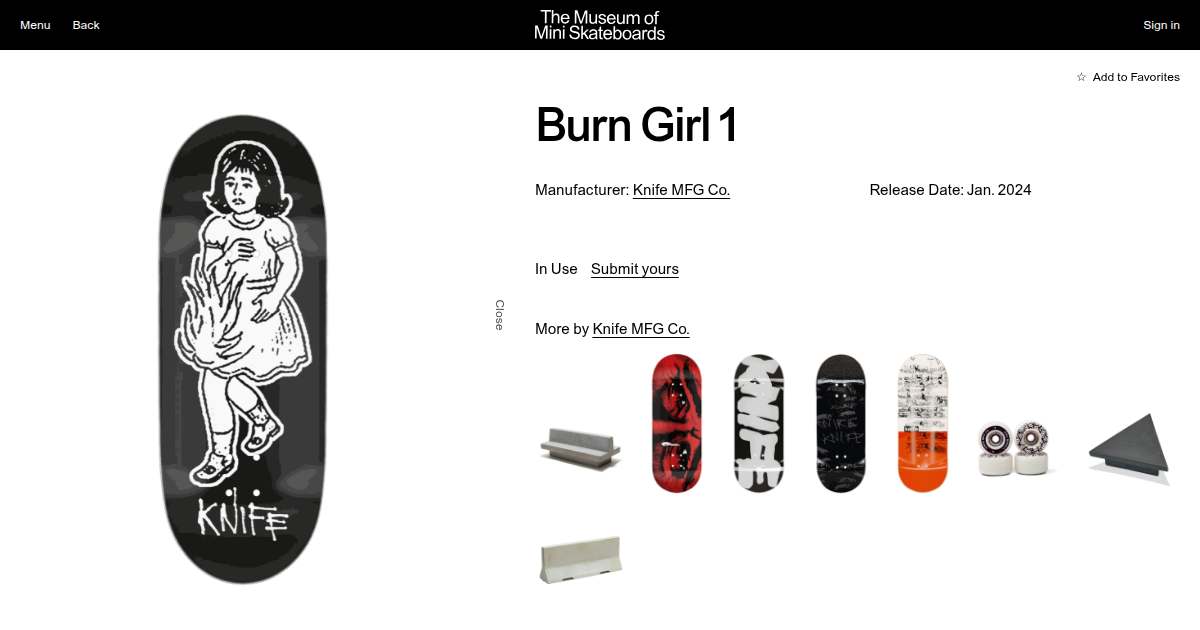 Menu Back
The Museum of
Mini Skateboards
Sign in
☆ Add to Favorites
Burn Girl 1
Manufacturer: Knife MFG Co.
Release Date: Jan. 2024
In Use Submit yours
Close
More by Knife MFG Co.
KNIFE
KNIFE